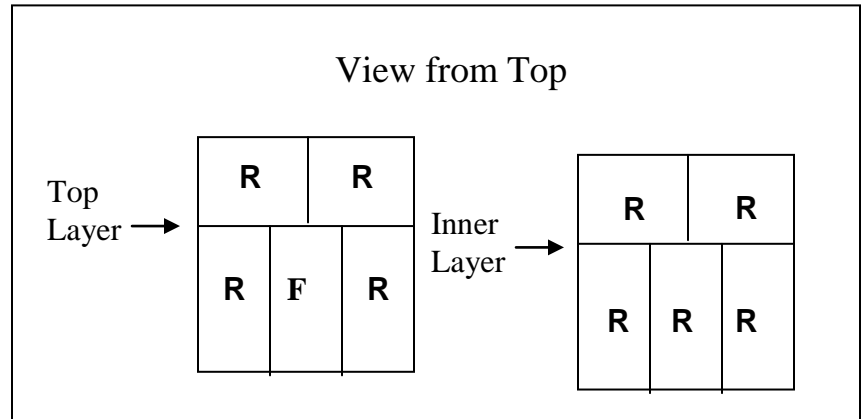 View from Top
Top
Layer
R R
R F R
Inner
Layer
R R
R R R